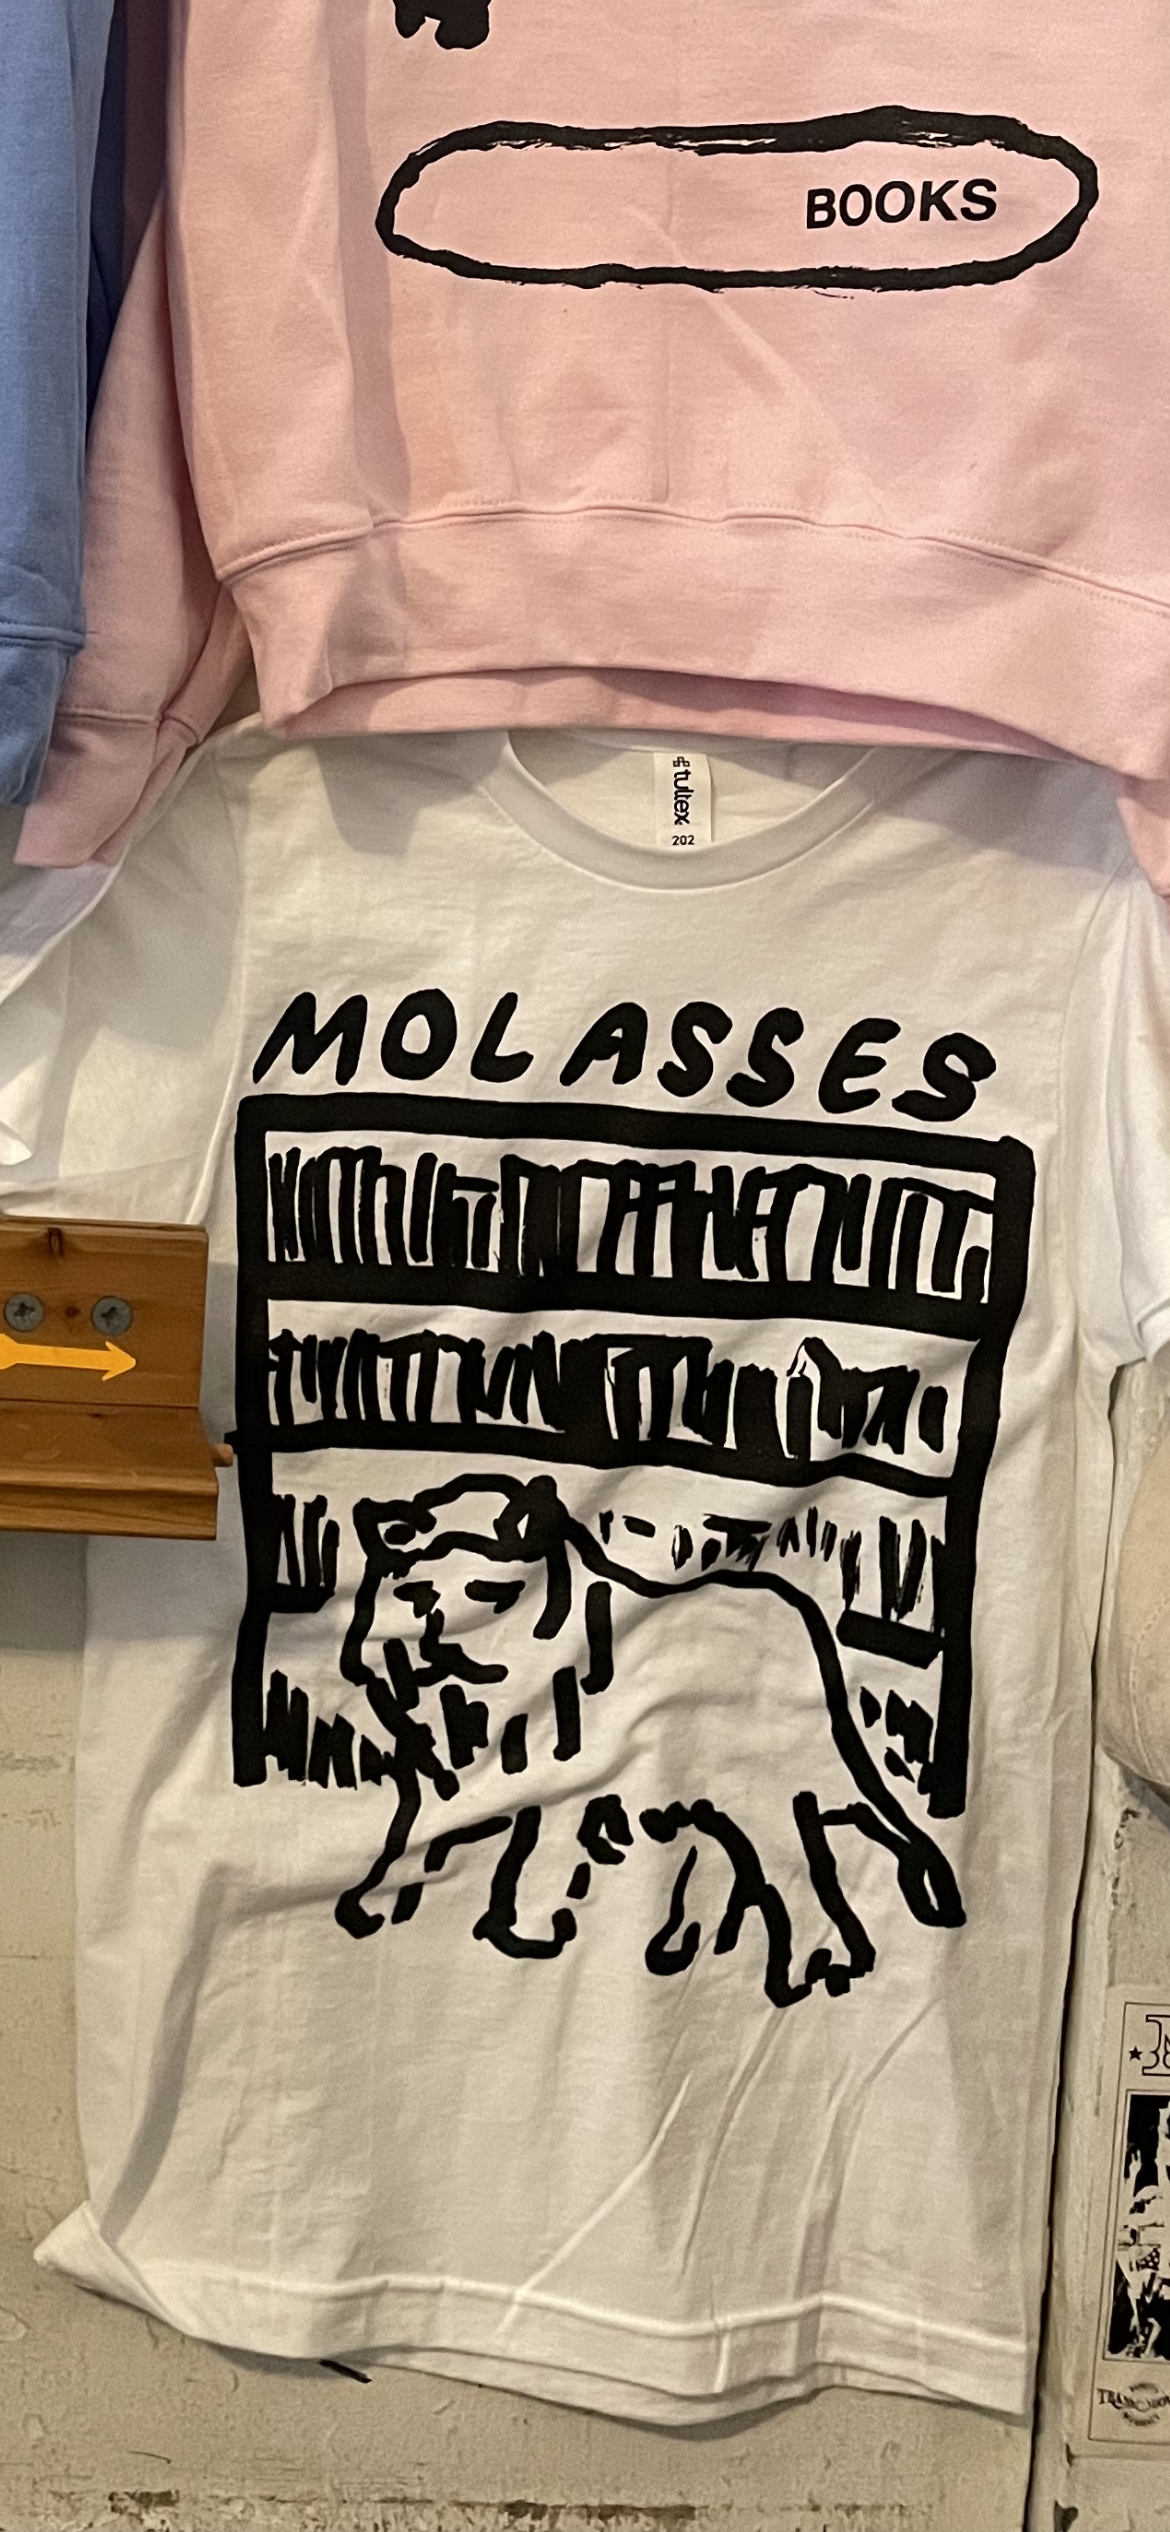 BOOKS
tultex
202
MOLASSES